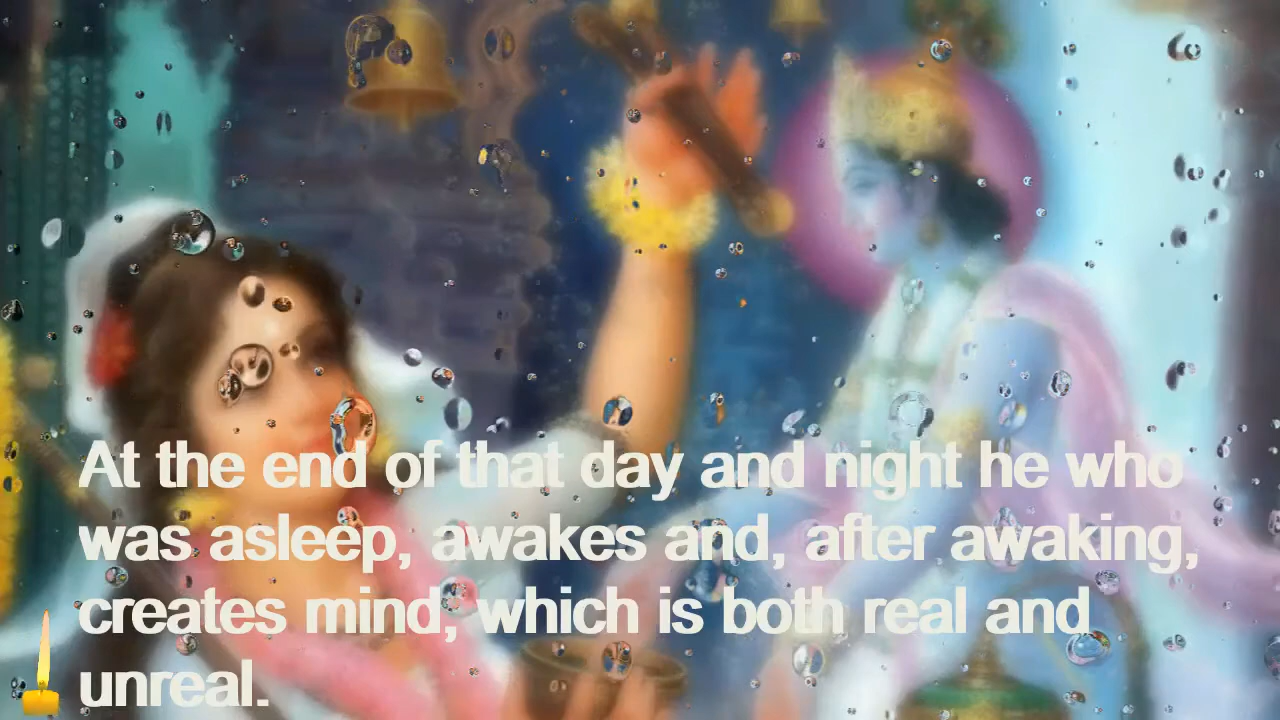 At the end of that day and night he who
was asleep, awakes and, after awaking,
creates mind, which is both real and
unreal.